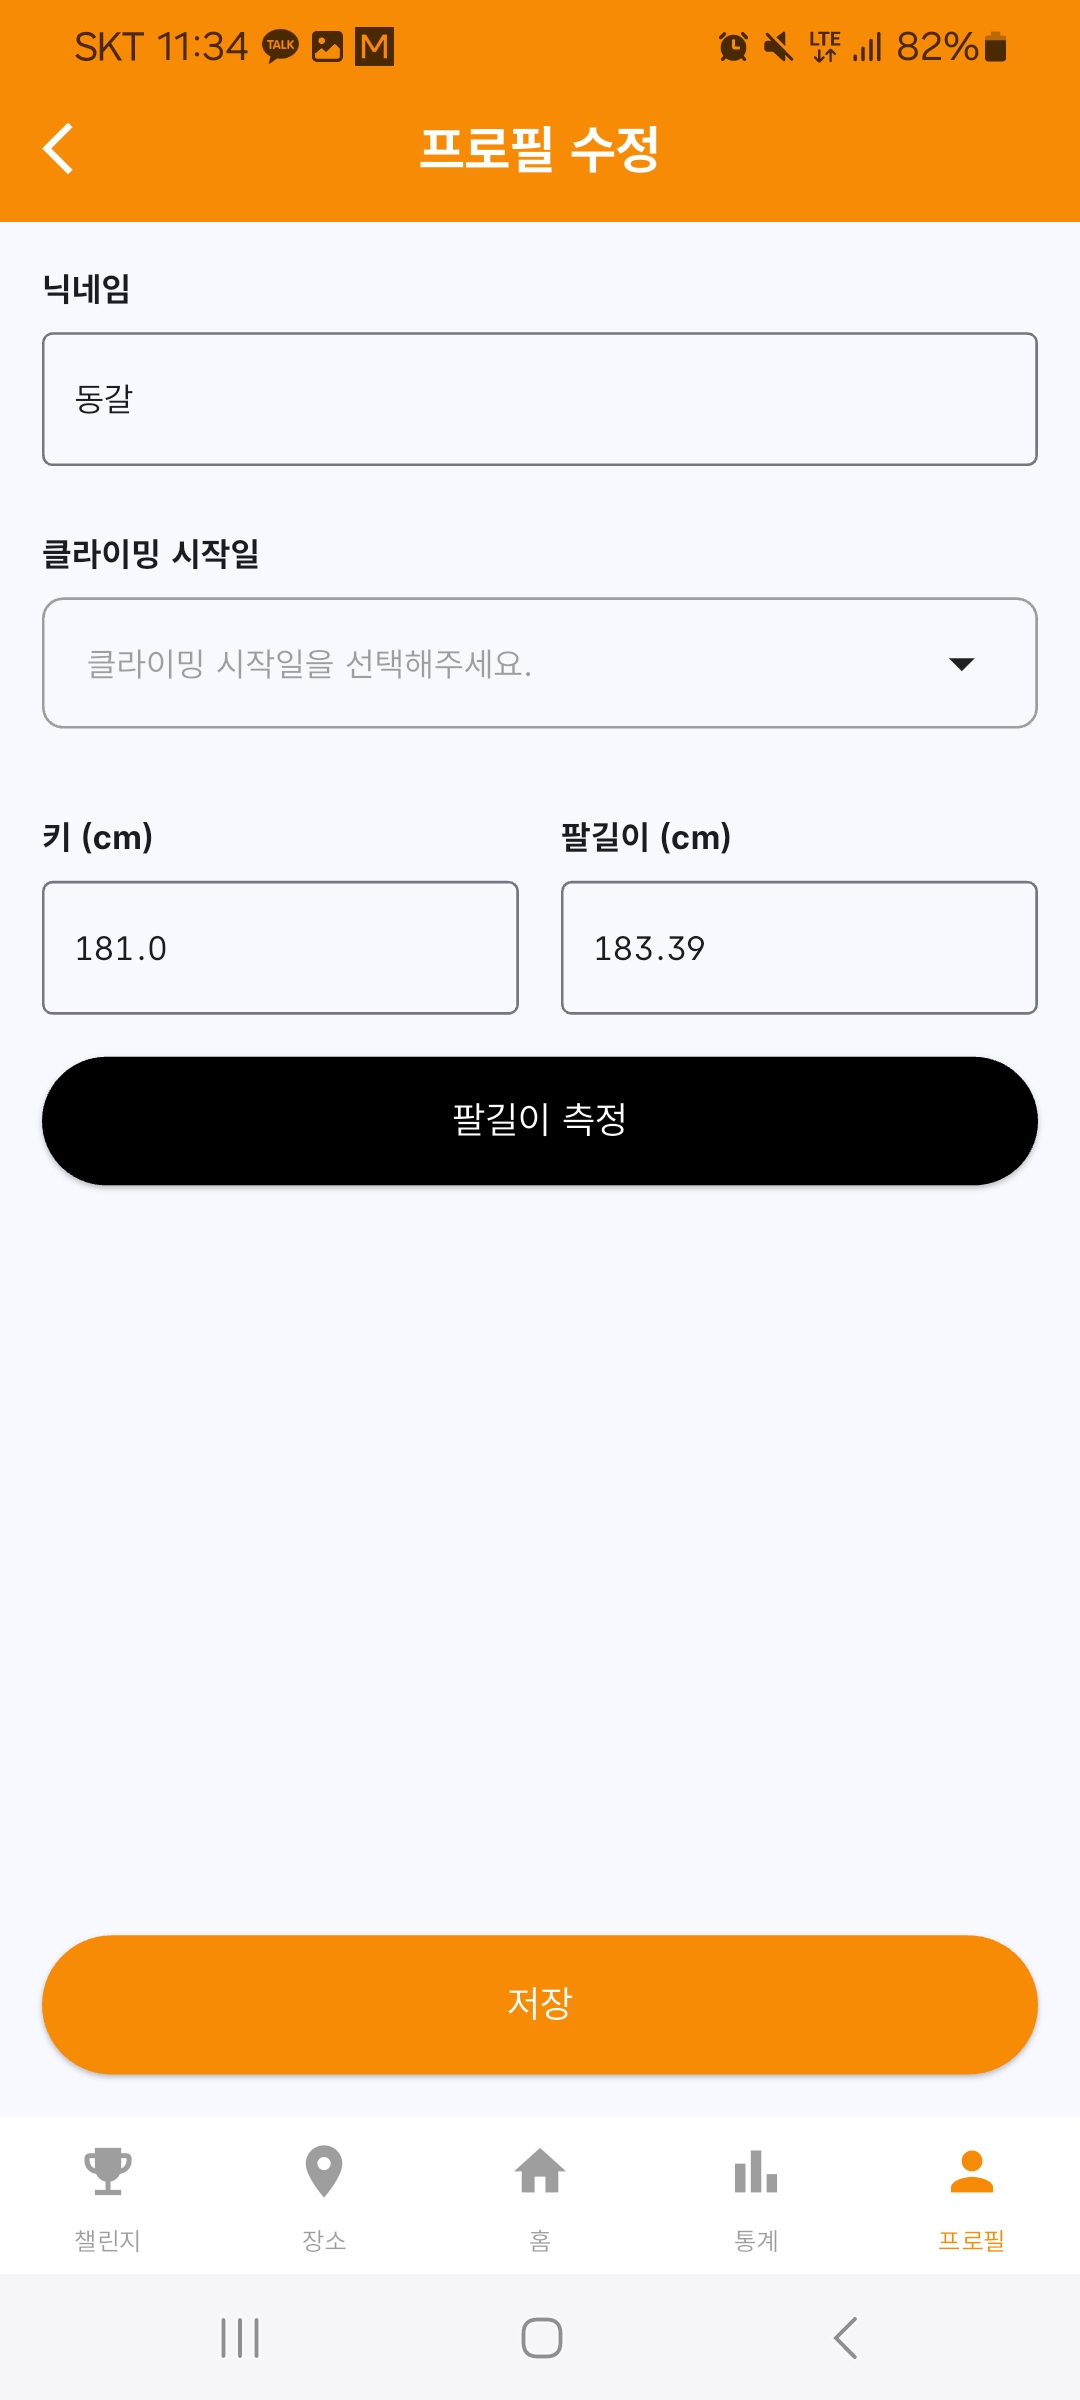 SKT 11:34 TALK M LTE 82%
프로필 수정
닉네임
동갈
클라이밍 시작일
클라이밍 시작일을 선택해주세요.
키 (cm) 팔길이 (cm)
181.0 183.39
팔길이 측정
저장
챌린지 장소 홈 통계 프로필